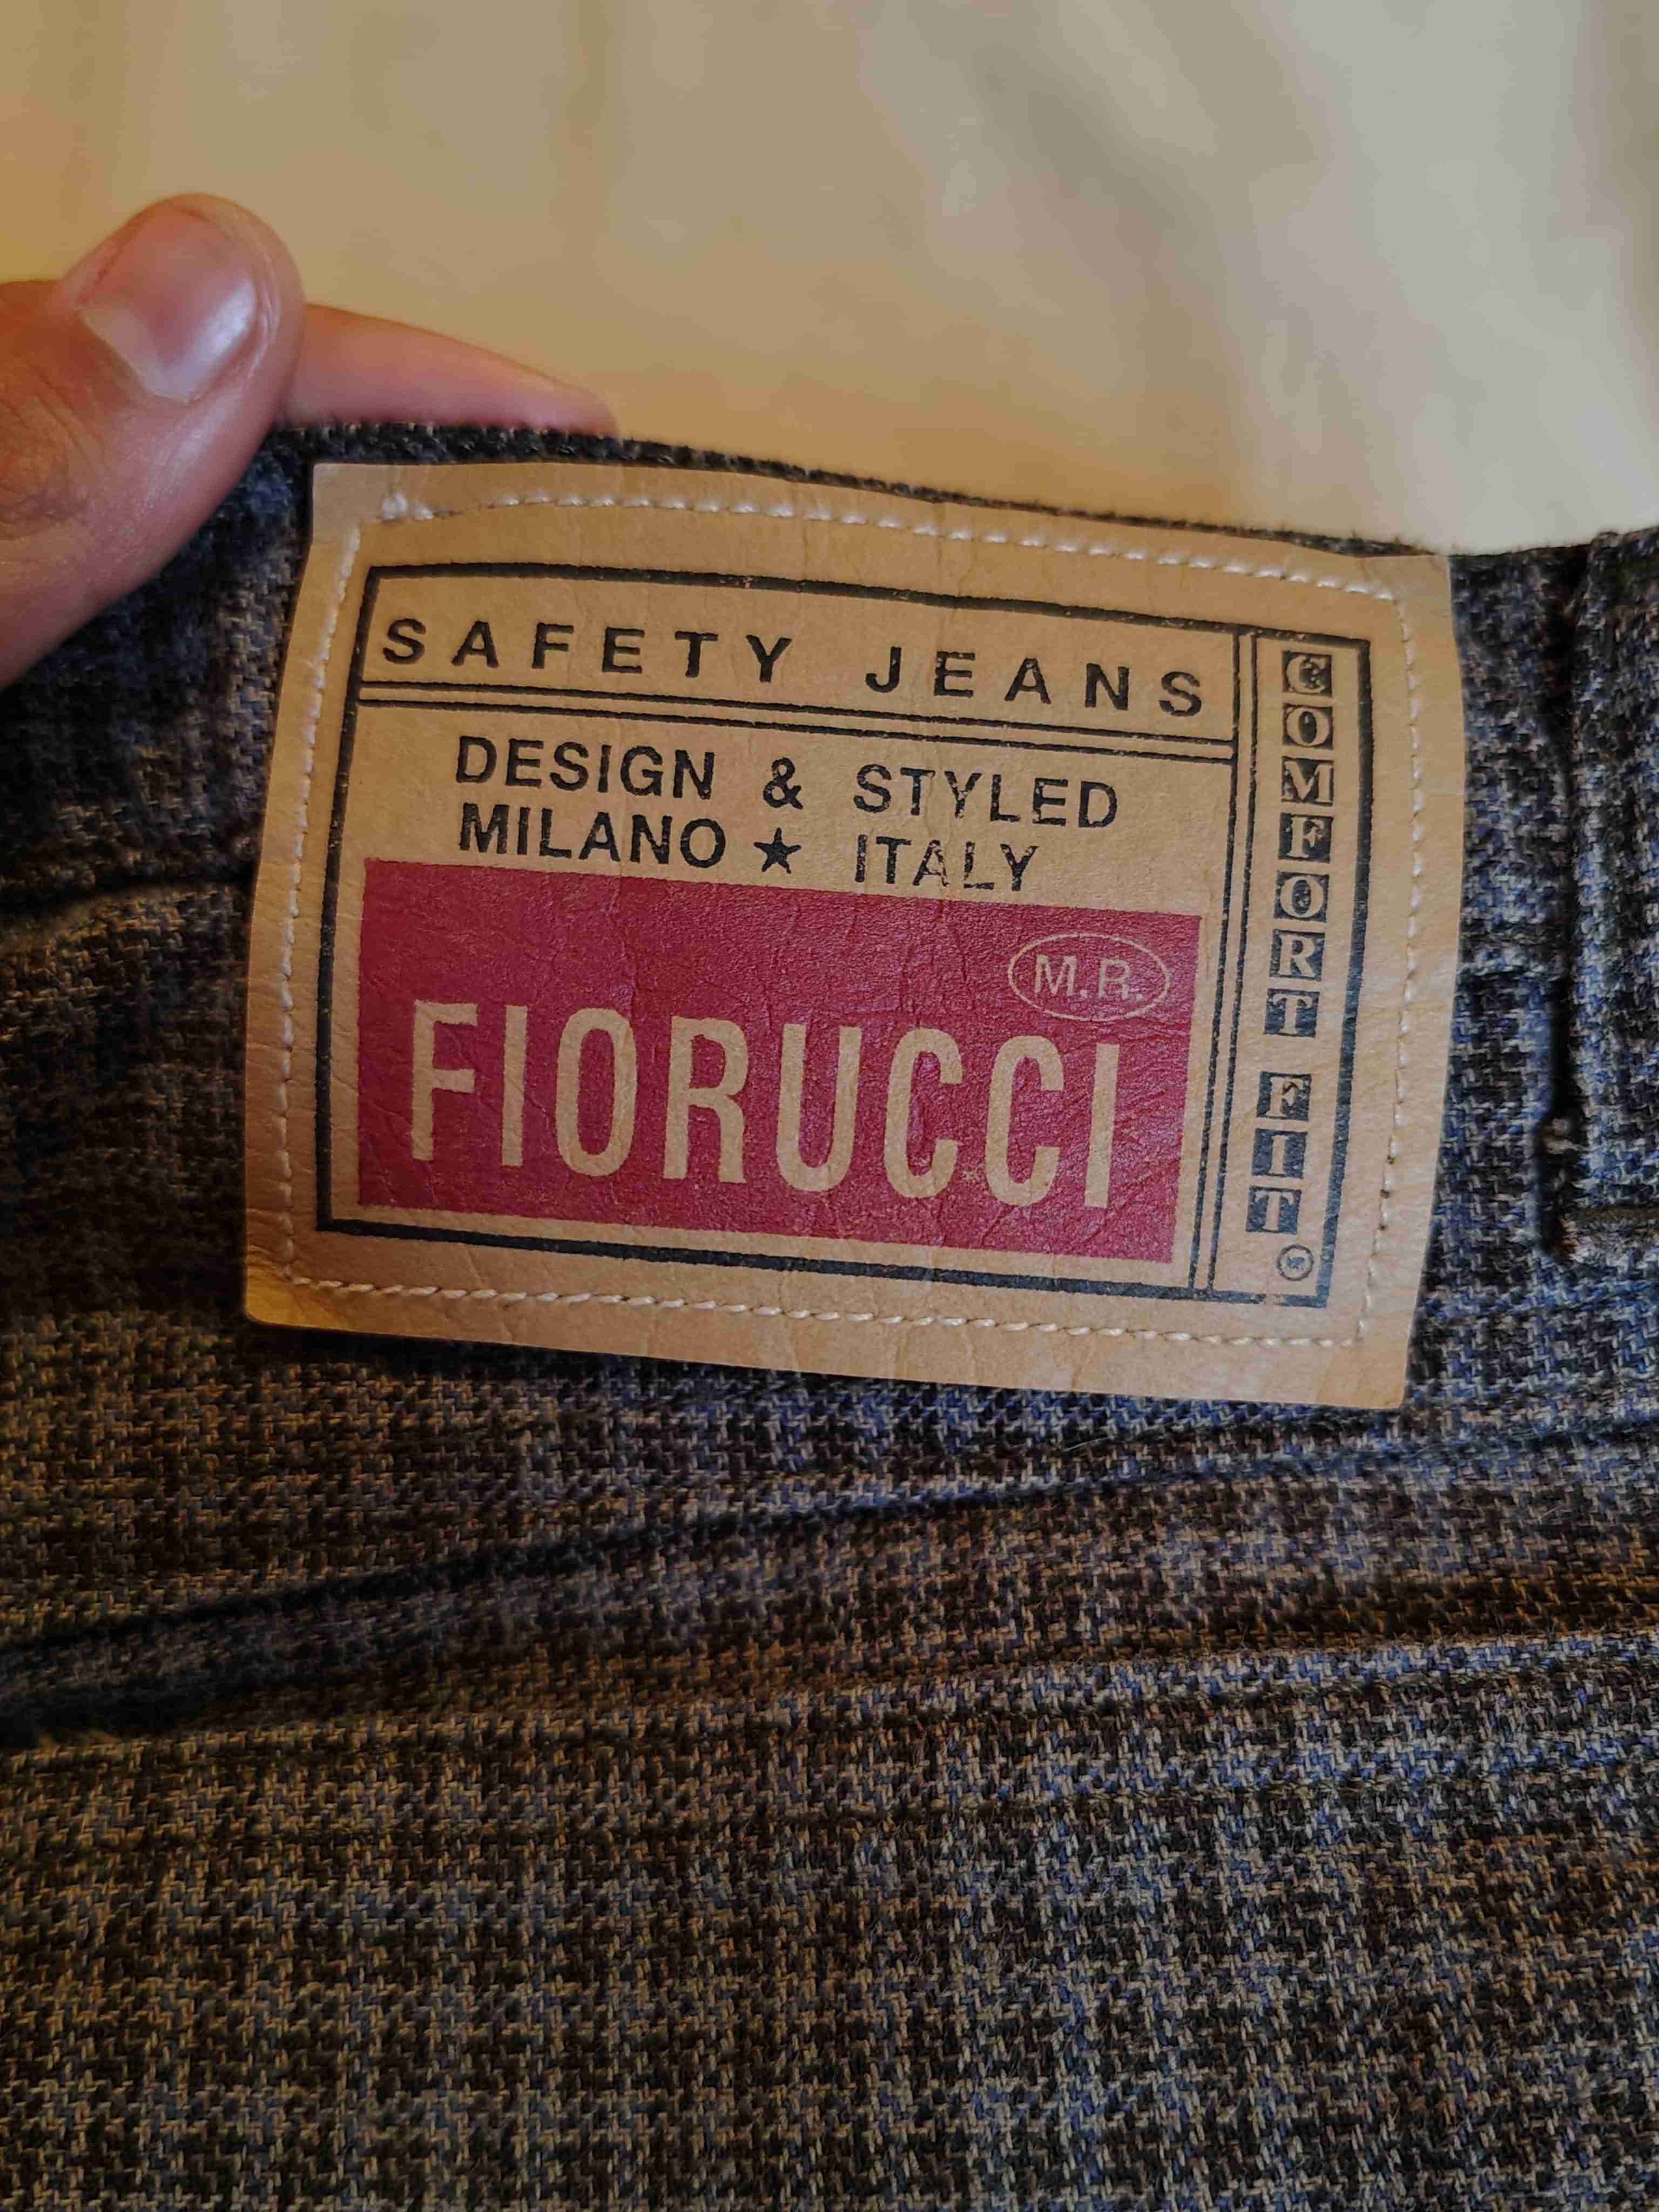 SAFETY JEANS
DESIGN & STYLED
MILANO ★ ITALY
M.R.
FIORUCCI
COMFORT FIT®